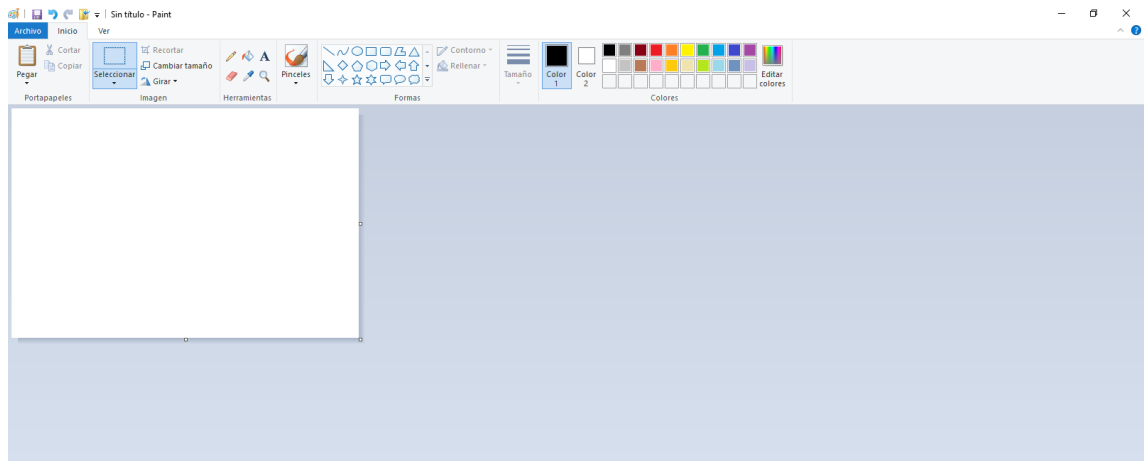 Sin título - Paint
Archivo Inicio Ver
Pegar
Cortar
Copiar
Portapapeles
Seleccionar
Recortar
Cambiar tamaño
Girar
Imagen
A
Herramientas
Pinceles
Contorno
Rellenar
Formas
Tamaño
Color
1
Color
2
Editar
colores
Colores